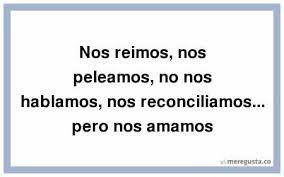 Nos reimos, nos
peleamos, no nos
hablamos, nos reconciliamos...
pero nos amamos
meregusta.co